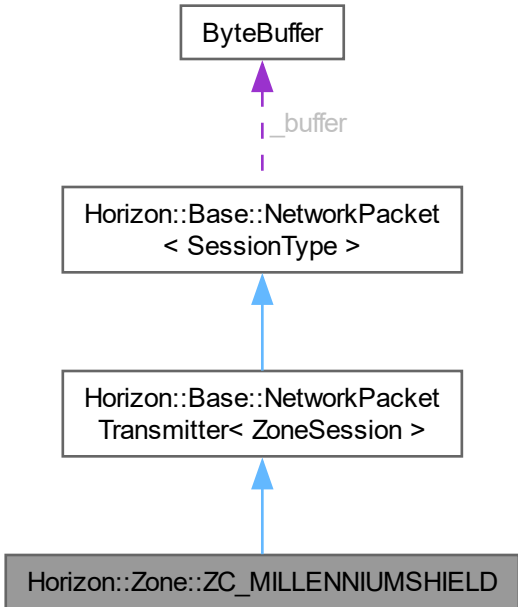 ByteBuffer
_buffer
Horizon::Base::NetworkPacket
< SessionType >
Horizon::Base::NetworkPacket
Transmitter< ZoneSession >
Horizon::Zone::ZC_MILLENNIUMSHIELD